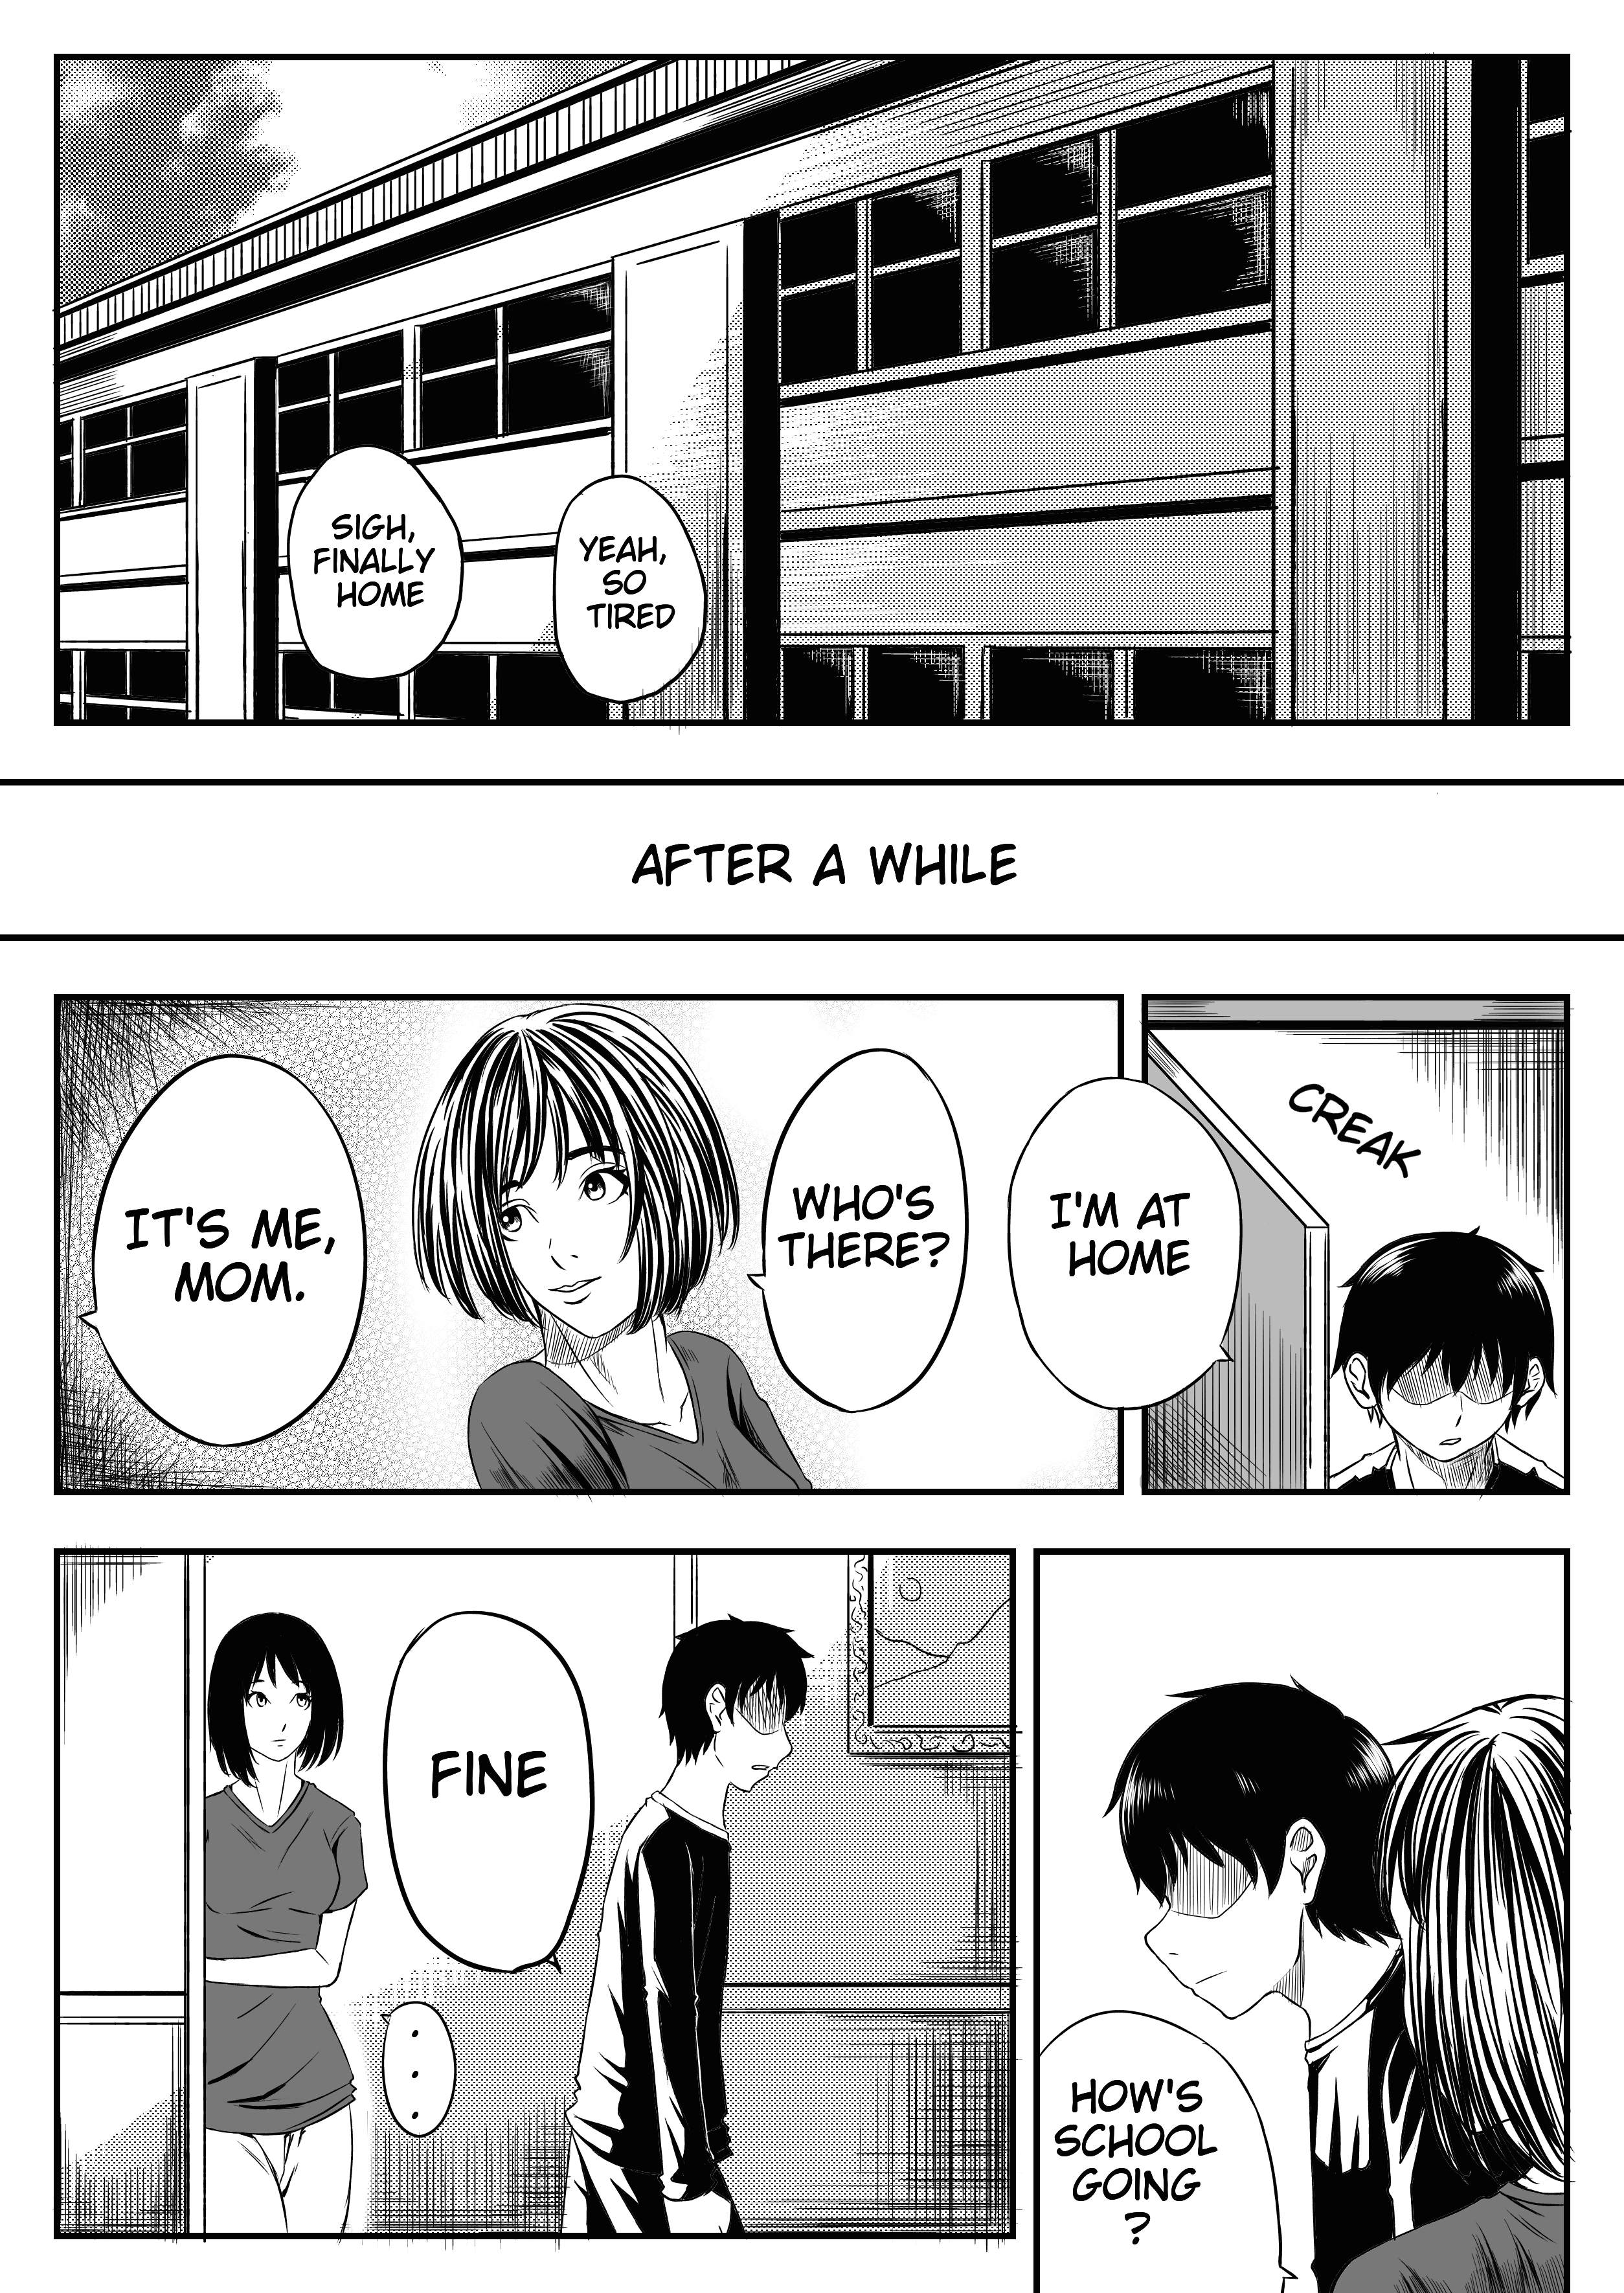 SIGH,
FINALLY
HOME
YEAH,
SO
TIRED
AFTER A WHILE
CREAK
I'M AT
HOME
WHO'S
THERE?
IT'S ME,
MOM.
HOW'S
SCHOOL
GOING
?
FINE
...